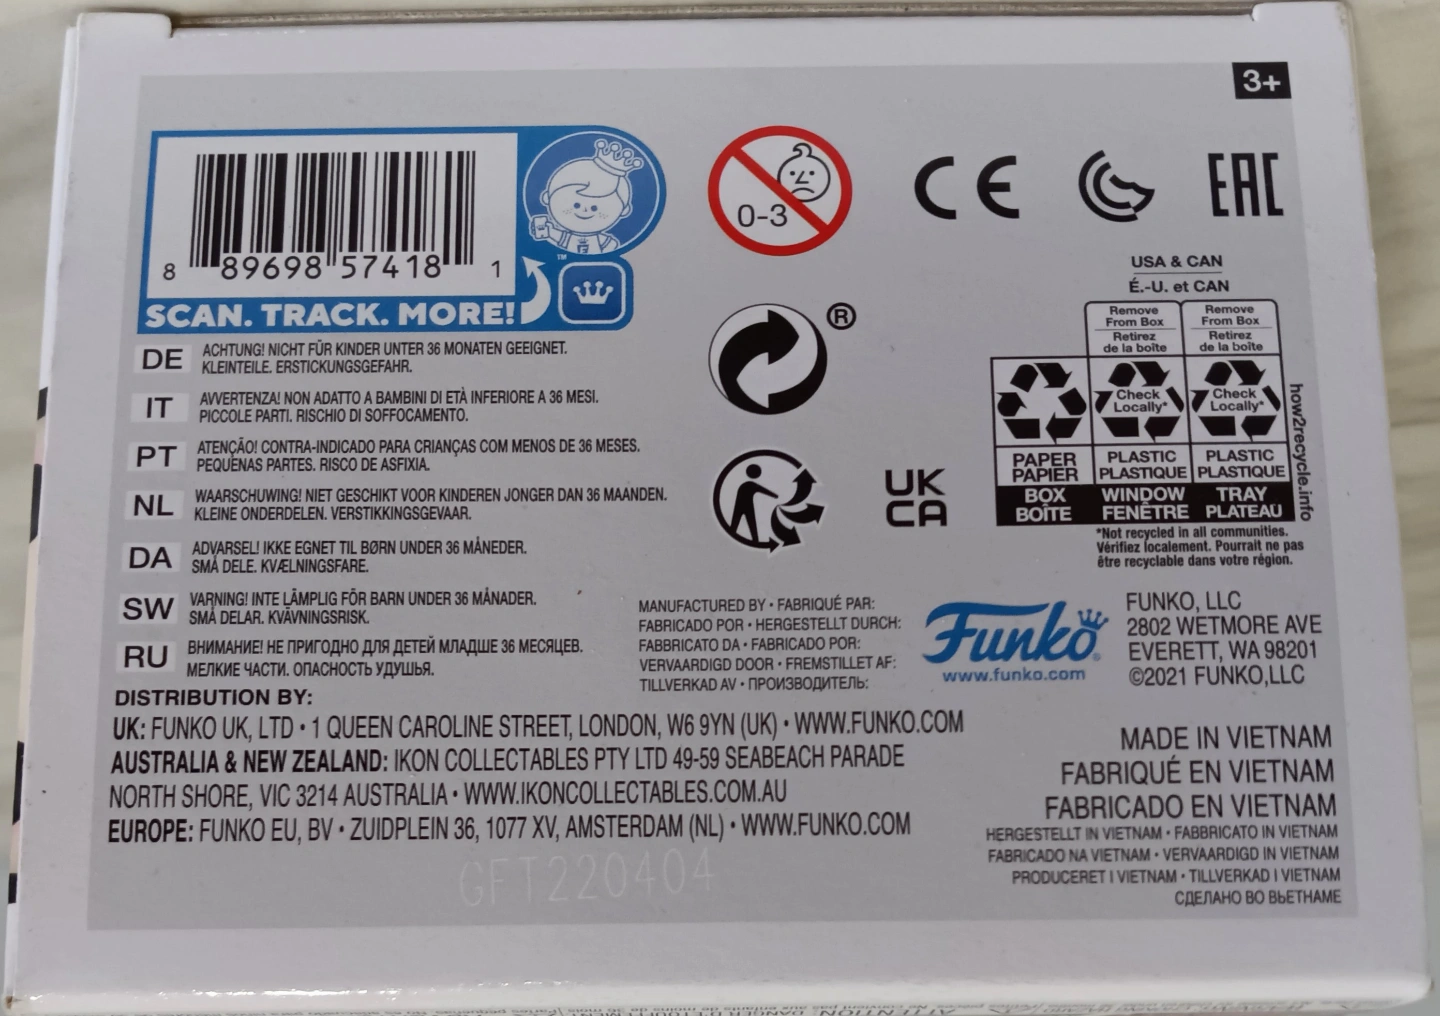 3+
8 89698 57418 1
™
SCAN. TRACK. MORE!
0-3
CE
EAC
®
DE ACHTUNG! NICHT FÜR KINDER UNTER 36 MONATEN GEEIGNET.
KLEINTEILE. ERSTICKUNGSGEFAHR.
IT AVVERTENZA! NON ADATTO A BAMBINI DI ETÀ INFERIORE A 36 MESI.
PICCOLE PARTI. RISCHIO DI SOFFOCAMENTO.
PT ATENÇÃO! CONTRA-INDICADO PARA CRIANÇAS COM MENOS DE 36 MESES.
PEQUENAS PARTES. RISCO DE ASFIXIA.
NL WAARSCHUWING! NIET GESCHIKT VOOR KINDEREN JONGER DAN 36 MAANDEN.
KLEINE ONDERDELEN. VERSTIKKINGSGEVAAR.
DA ADVARSEL! IKKE EGNET TIL BØRN UNDER 36 MÅNEDER.
SMÅ DELE. KVÆLNINGSFARE.
SW VARNING! INTE LÄMPLIG FÖR BARN UNDER 36 MÅNADER.
SMÅ DELAR. KVÄVNINGSRISK.
RU ВНИМАНИЕ! НЕ ПРИГОДНО ДЛЯ ДЕТЕЙ МЛАДШЕ 36 МЕСЯЦЕВ.
МЕЛКИЕ ЧАСТИ. ОПАСНОСТЬ УДУШЬЯ.
UK
CA
USA & CAN
É.-U. et CAN
Remove From Box
Retirez de la boîte
Remove From Box
Retirez de la boîte
Check Locally*
Check Locally*
PAPER PAPIER
PLASTIC PLASTIQUE
PLASTIC PLASTIQUE
BOX BOÎTE
WINDOW FENÊTRE
TRAY PLATEAU
how2recycle.info
*Not recycled in all communities.
Vérifiez localement. Pourrait ne pas
être recyclable dans votre région.
MANUFACTURED BY • FABRIQUÉ PAR:
FABRICADO POR • HERGESTELLT DURCH:
FABBRICATO DA • FABRICADO POR:
VERVAARDIGD DOOR • FREMSTILLET AF:
TILLVERKAD AV • ПРОИЗВОДИТЕЛЬ:
Funko®
www.funko.com
FUNKO, LLC
2802 WETMORE AVE
EVERETT, WA 98201
©2021 FUNKO,LLC
DISTRIBUTION BY:
UK: FUNKO UK, LTD • 1 QUEEN CAROLINE STREET, LONDON, W6 9YN (UK) • WWW.FUNKO.COM
AUSTRALIA & NEW ZEALAND: IKON COLLECTABLES PTY LTD 49-59 SEABEACH PARADE
NORTH SHORE, VIC 3214 AUSTRALIA • WWW.IKONCOLLECTABLES.COM.AU
EUROPE: FUNKO EU, BV • ZUIDPLEIN 36, 1077 XV, AMSTERDAM (NL) • WWW.FUNKO.COM
MADE IN VIETNAM
FABRIQUÉ EN VIETNAM
FABRICADO EN VIETNAM
HERGESTELLT IN VIETNAM • FABBRICATO IN VIETNAM
FABRICADO NA VIETNAM • VERVAARDIGD IN VIETNAM
PRODUCERET I VIETNAM • TILLVERKAD I VIETNAM
СДЕЛАНО ВО ВЬЕТНАМЕ
GFT220404